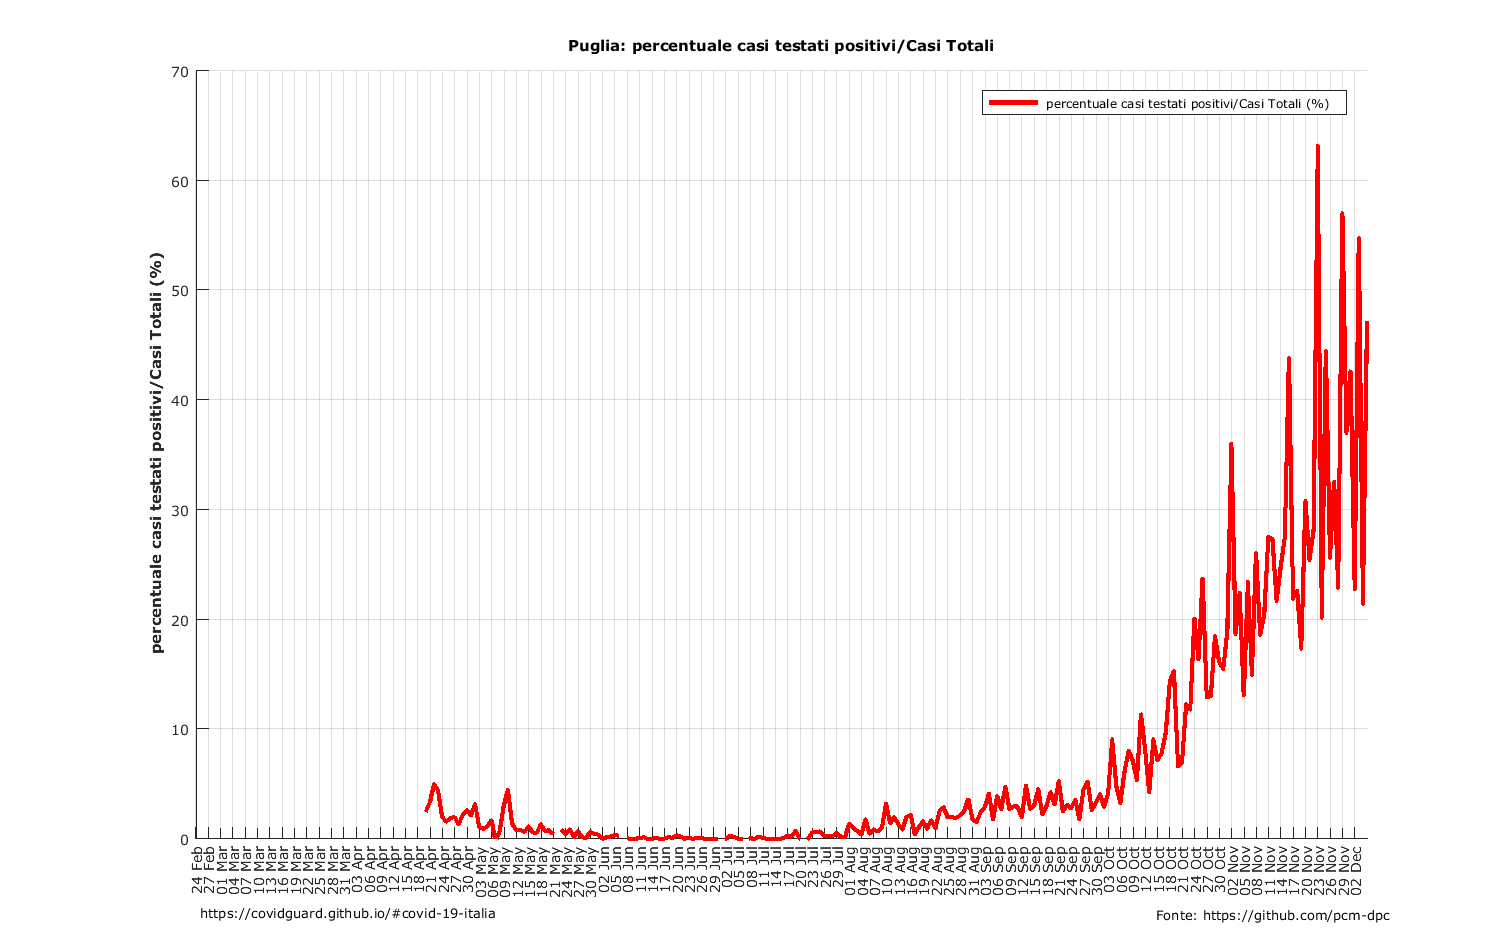 Puglia: percentuale casi testati positivi/Casi Totali
percentuale casi testati positivi/Casi Totali (%)
percentuale casi testati positivi/Casi Totali (%)
70
60
50
40
30
20
10
0
24 Feb
27 Feb
01 Mar
04 Mar
07 Mar
10 Mar
13 Mar
16 Mar
19 Mar
22 Mar
25 Mar
28 Mar
31 Mar
03 Apr
06 Apr
09 Apr
12 Apr
15 Apr
18 Apr
21 Apr
24 Apr
27 Apr
30 Apr
03 May
06 May
09 May
12 May
15 May
18 May
21 May
24 May
27 May
30 May
02 Jun
05 Jun
08 Jun
11 Jun
14 Jun
17 Jun
20 Jun
23 Jun
26 Jun
29 Jun
02 Jul
05 Jul
08 Jul
11 Jul
14 Jul
17 Jul
20 Jul
23 Jul
26 Jul
29 Jul
01 Aug
04 Aug
07 Aug
10 Aug
13 Aug
16 Aug
19 Aug
22 Aug
25 Aug
28 Aug
31 Aug
03 Sep
06 Sep
09 Sep
12 Sep
15 Sep
18 Sep
21 Sep
24 Sep
27 Sep
30 Sep
03 Oct
06 Oct
09 Oct
12 Oct
15 Oct
18 Oct
21 Oct
24 Oct
27 Oct
30 Oct
02 Nov
05 Nov
08 Nov
11 Nov
14 Nov
17 Nov
20 Nov
23 Nov
26 Nov
29 Nov
02 Dec
https://covidguard.github.io/#covid-19-italia
Fonte: https://github.com/pcm-dpc